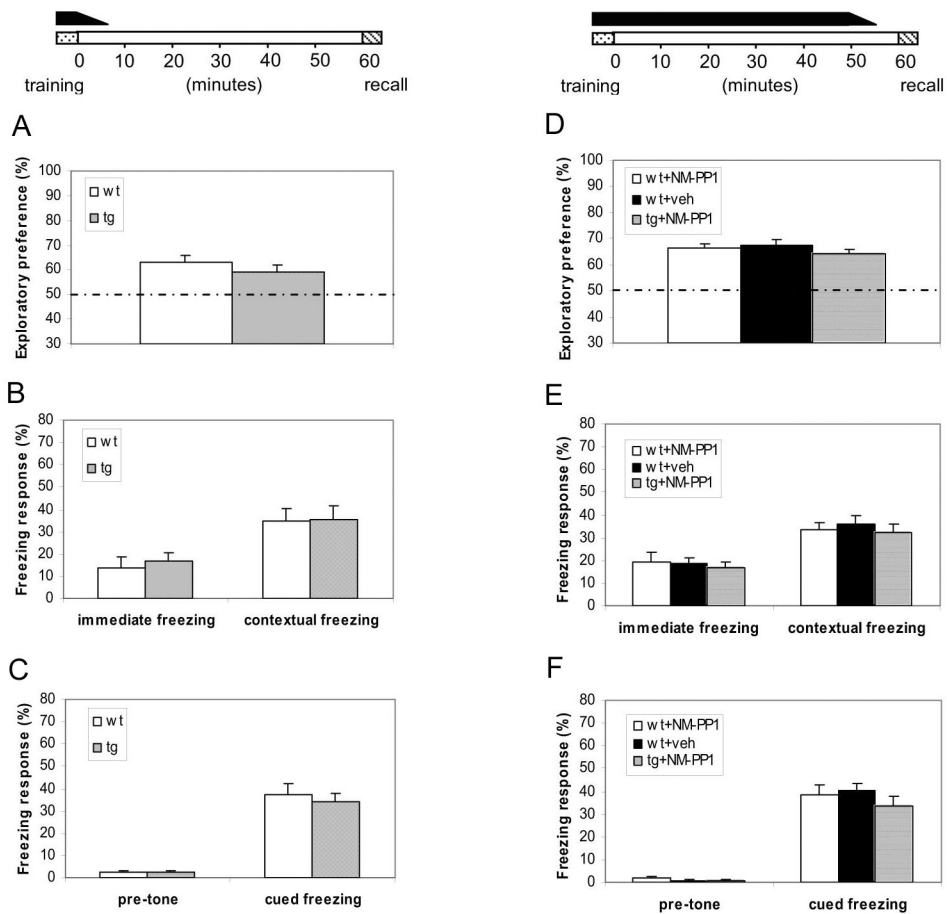 0 10 20 30 40 50 60
training (minutes) recall
0 10 20 30 40 50 60
training (minutes) recall
A
Exploratory preference (%)
100
90
80
70
60
50
40
30
wt
tg
D
Exploratory preference (%)
100
90
80
70
60
50
40
30
wt+NM-PP1
wt+veh
tg+NM-PP1
B
Freezing response (%)
80
70
60
50
40
30
20
10
0
wt
tg
immediate freezing contextual freezing
E
Freezing response (%)
80
70
60
50
40
30
20
10
0
wt+NM-PP1
wt+veh
tg+NM-PP1
immediate freezing contextual freezing
C
Freezing response (%)
80
70
60
50
40
30
20
10
0
wt
tg
pre-tone cued freezing
F
Freezing response (%)
80
70
60
50
40
30
20
10
0
wt+NM-PP1
wt+veh
tg+NM-PP1
pre-tone cued freezing